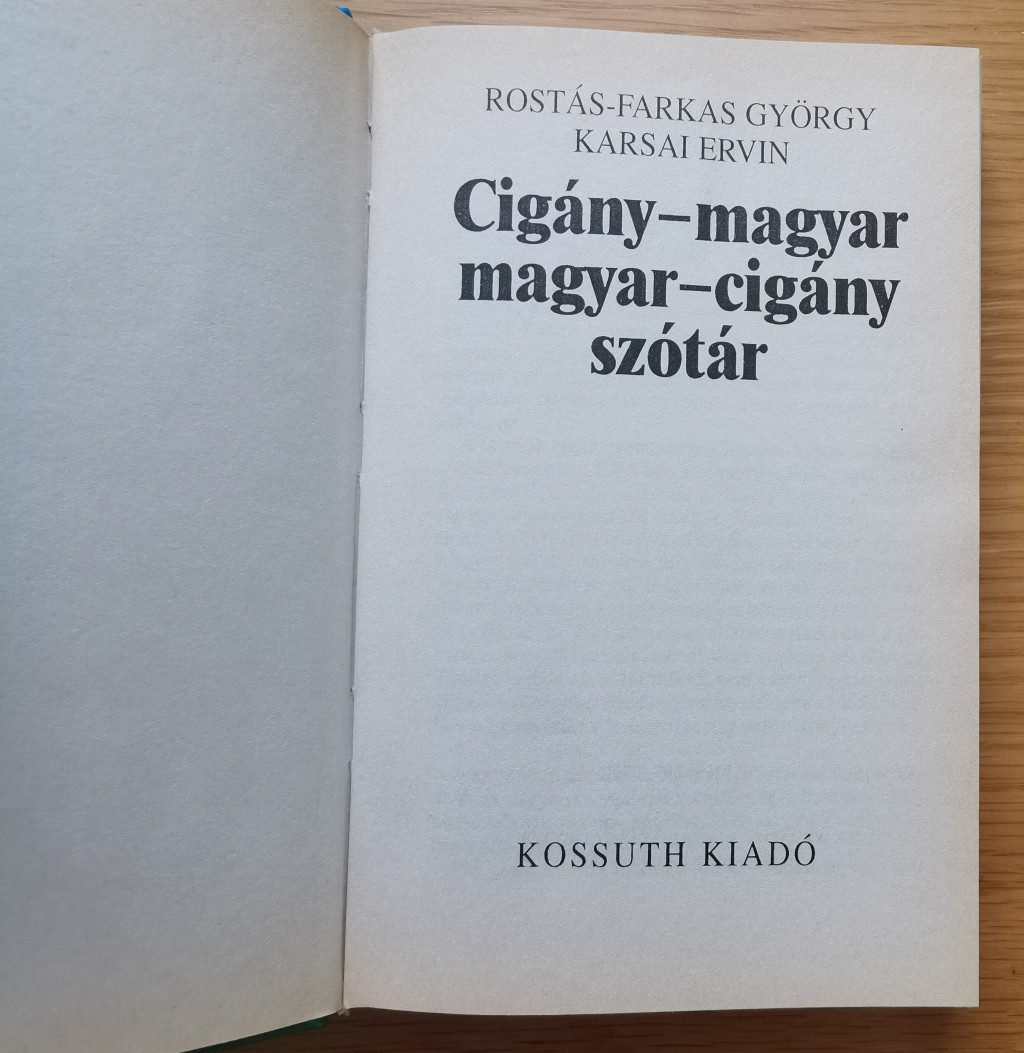 ROSTÁS-FARKAS GYÖRGY
KARSAI ERVIN
Cigány–magyar
magyar–cigány
szótár
KOSSUTH KIADÓ